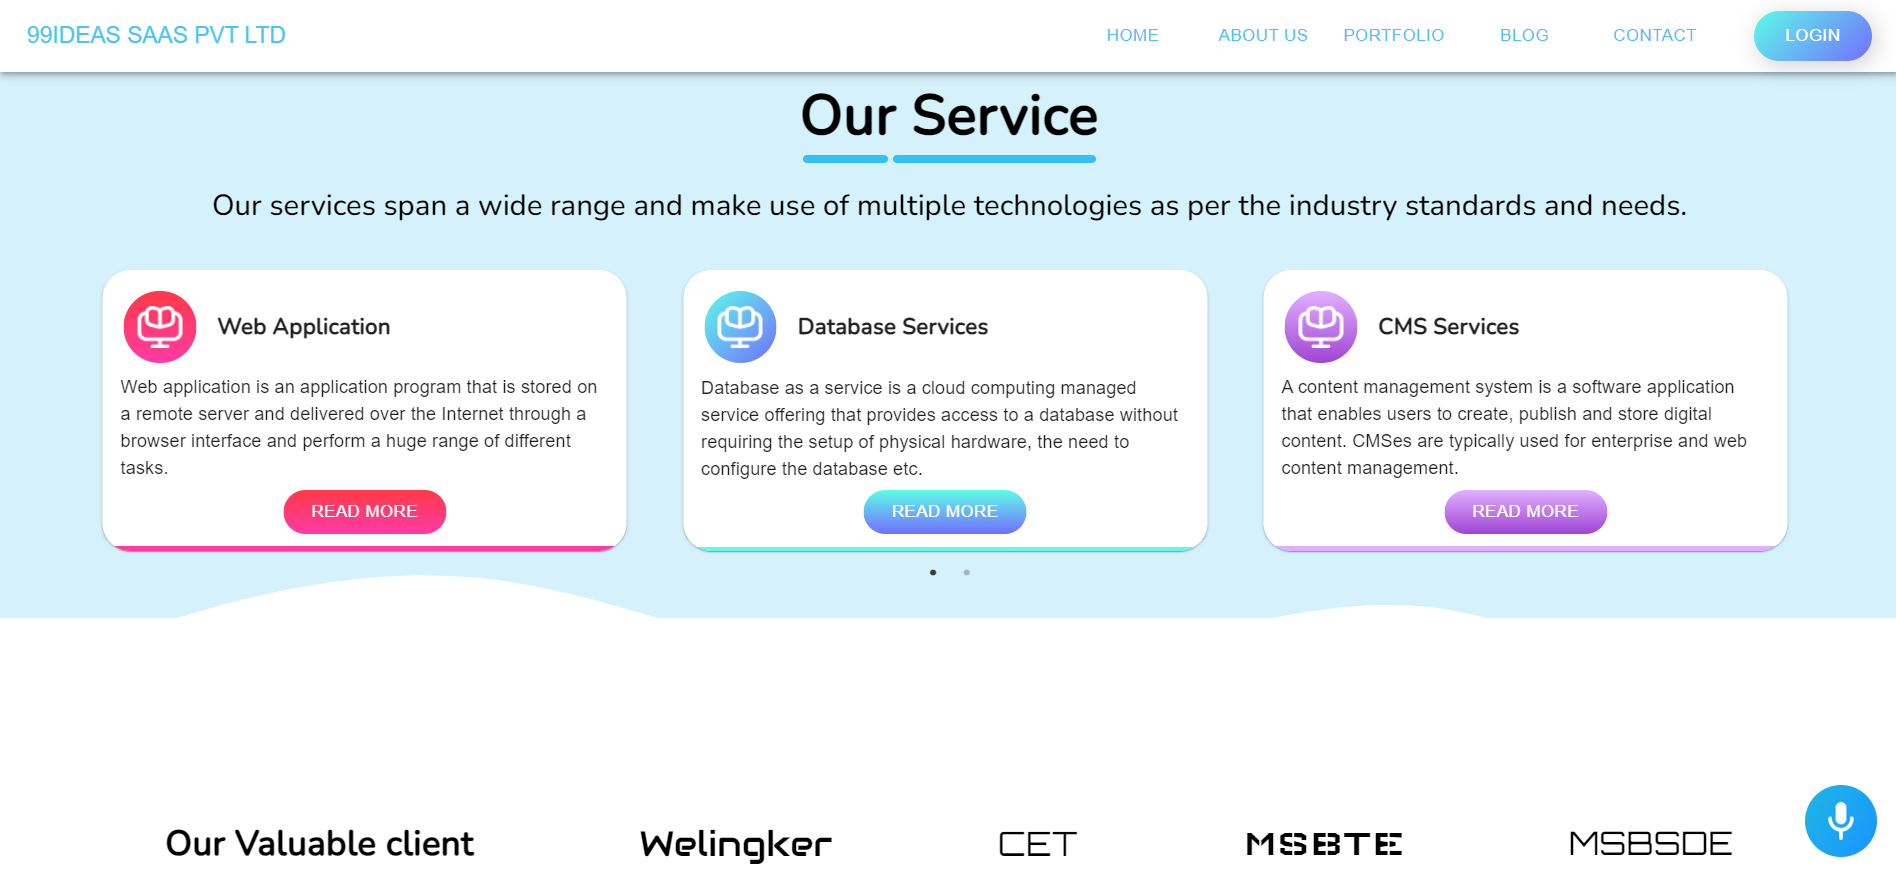 99IDEAS SAAS PVT LTD
HOME
ABOUT US
PORTFOLIO
BLOG
CONTACT
LOGIN
Our Service
Our services span a wide range and make use of multiple technologies as per the industry standards and needs.
Web Application
Web application is an application program that is stored on
a remote server and delivered over the Internet through a
browser interface and perform a huge range of different
tasks.
READ MORE
Database Services
Database as a service is a cloud computing managed
service offering that provides access to a database without
requiring the setup of physical hardware, the need to
configure the database etc.
READ MORE
CMS Services
A content management system is a software application
that enables users to create, publish and store digital
content. CMSes are typically used for enterprise and web
content management.
READ MORE
Our Valuable client
Welingker
CET
MSBTE
MSBSDE